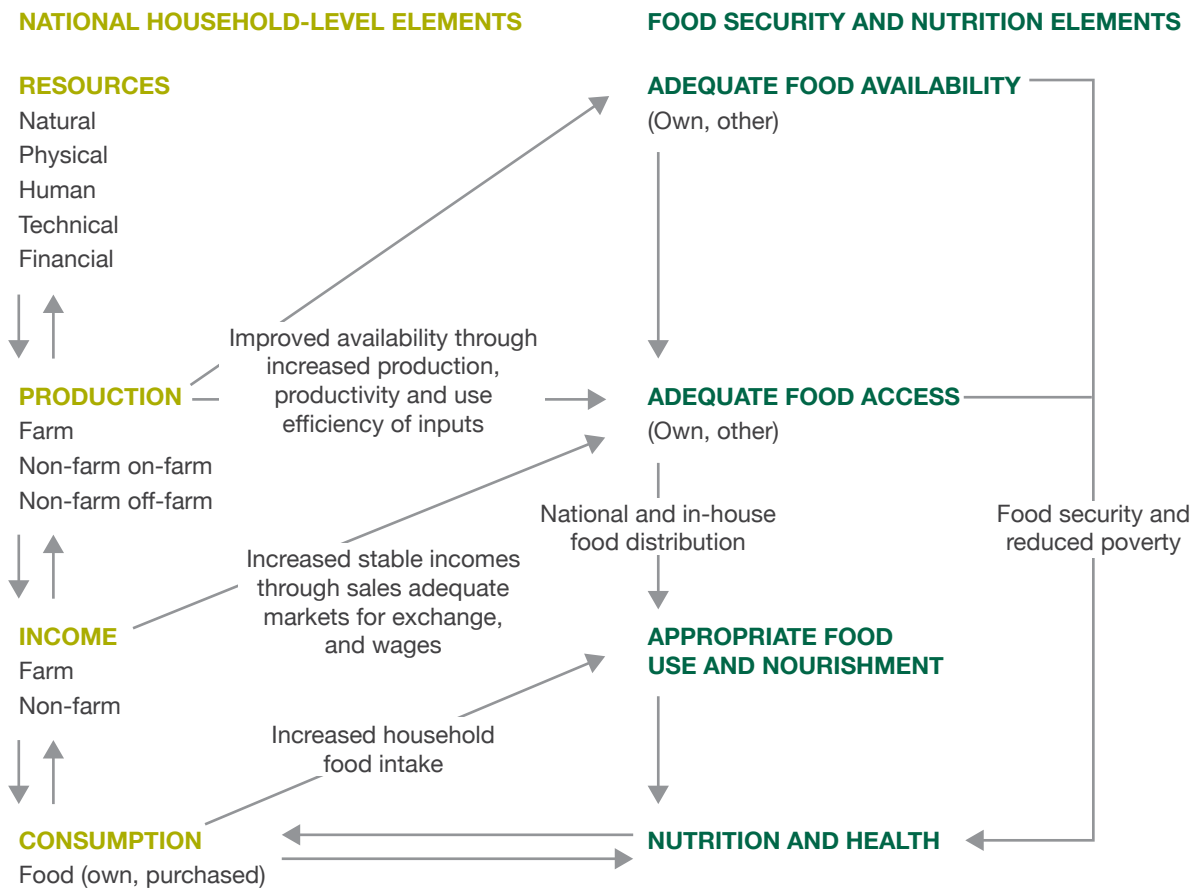 NATIONAL HOUSEHOLD-LEVEL ELEMENTS
FOOD SECURITY AND NUTRITION ELEMENTS
RESOURCES
Natural
Physical
Human
Technical
Financial
ADEQUATE FOOD AVAILABILITY
(Own, other)
Improved availability through
increased production,
productivity and use
efficiency of inputs
PRODUCTION
Farm
Non-farm on-farm
Non-farm off-farm
ADEQUATE FOOD ACCESS
(Own, other)
National and in-house
food distribution
Food security and
reduced poverty
Increased stable incomes
through sales adequate
markets for exchange,
and wages
INCOME
Farm
Non-farm
APPROPRIATE FOOD
USE AND NOURISHMENT
Increased household
food intake
CONSUMPTION
Food (own, purchased)
NUTRITION AND HEALTH